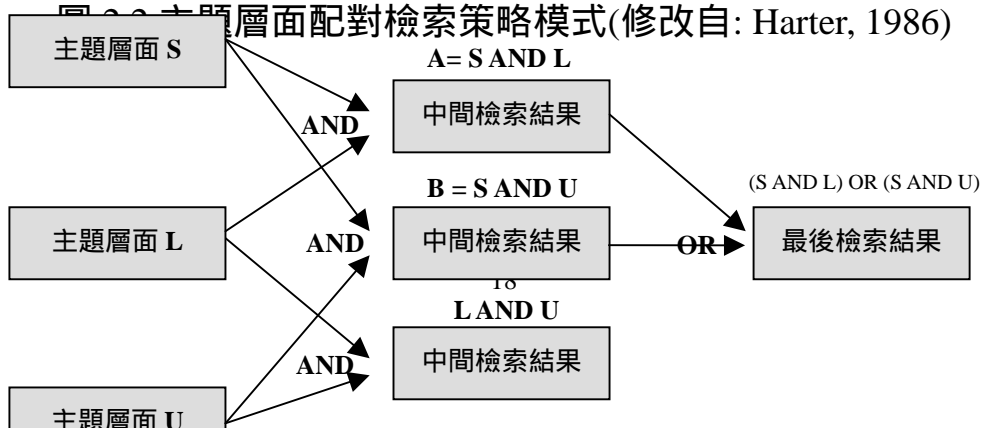 圖 2-2 主題層面配對檢索策略模式(修改自: Harter, 1986)
主題層面 S
A= S AND L
中間檢索結果
AND
B = S AND U
(S AND L) OR (S AND U)
主題層面 L
AND
中間檢索結果
OR
最後檢索結果
18
L AND U
AND
中間檢索結果
主題層面 U